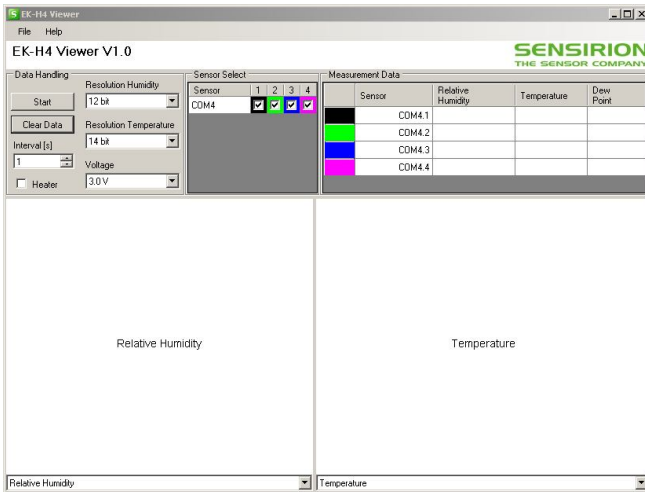 EK-H4 Viewer
File Help
EK-H4 Viewer V1.0
SENSIRION
THE SENSOR COMPANY
Data Handling
Start
Clear Data
Interval [s]
1
Heater
Resolution Humidity
12 bit
Resolution Temperature
14 bit
Voltage
3.0 V
Sensor Select
Sensor 1 2 3 4
COM4
Measurement Data
Sensor Relative Humidity Temperature Dew Point
COM4.1
COM4.2
COM4.3
COM4.4
Relative Humidity
Temperature
Relative Humidity
Temperature